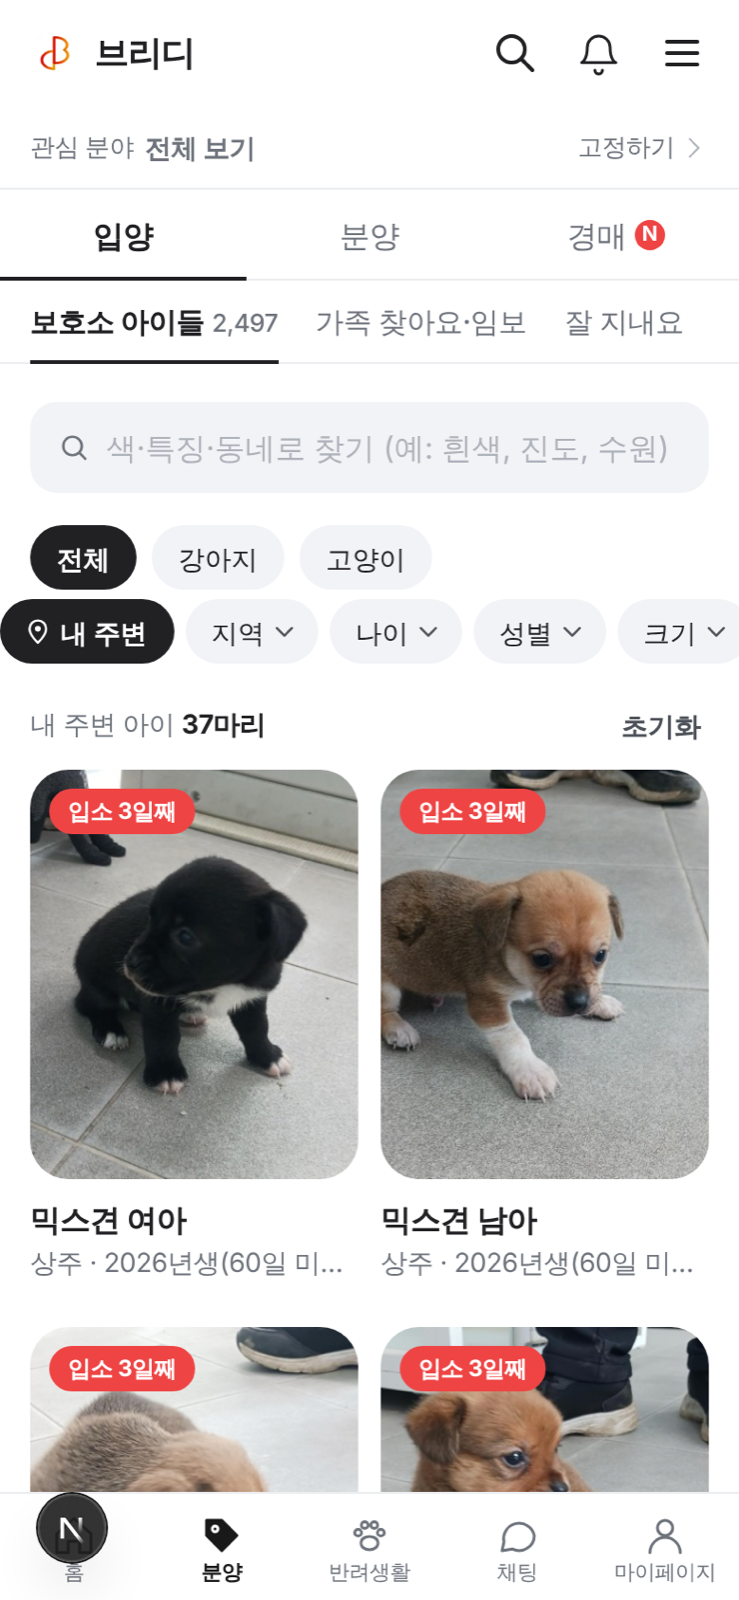 브리디
관심 분야 전체 보기 고정하기
입양 분양 경매 N
보호소 아이들 2,497 가족 찾아요·임보 잘 지내요
색·특징·동네로 찾기 (예: 흰색, 진도, 수원)
전체 강아지 고양이
내 주변 지역 나이 성별 크기
내 주변 아이 37마리 초기화
입소 3일째 입소 3일째
믹스견 여아 믹스견 남아
상주 · 2026년생(60일 미... 상주 · 2026년생(60일 미...
입소 3일째 입소 3일째
N
홈 분양 반려생활 채팅 마이페이지